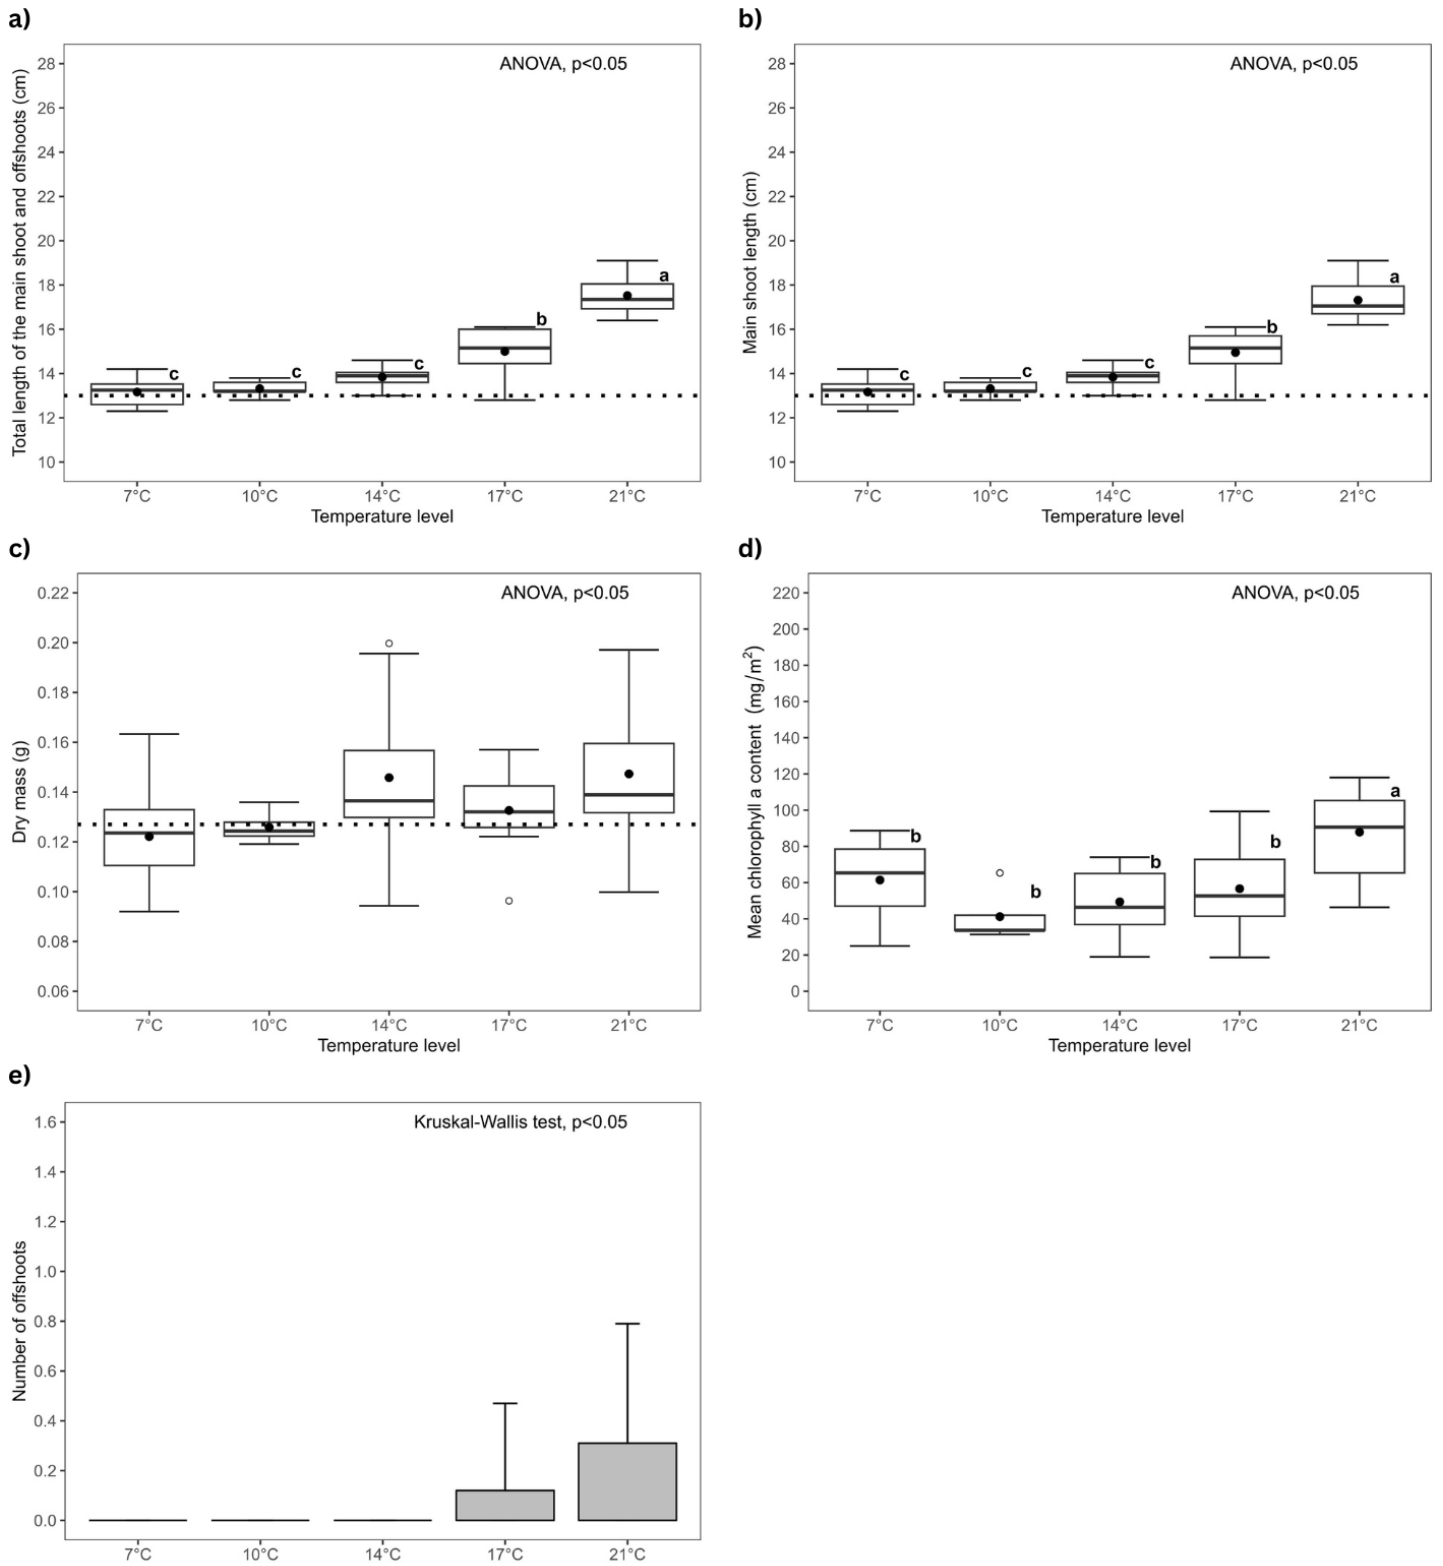 a)
Total length of the main shoot and offshoots (cm)
ANOVA, p<0.05
28
26
24
22
20
18
16
14
12
10
c
c
c
b
a
7°C 10°C 14°C 17°C 21°C
Temperature level
b)
Main shoot length (cm)
ANOVA, p<0.05
28
26
24
22
20
18
16
14
12
10
c
c
c
b
a
7°C 10°C 14°C 17°C 21°C
Temperature level
c)
Dry mass (g)
ANOVA, p<0.05
0.22
0.20
0.18
0.16
0.14
0.12
0.10
0.08
0.06
7°C 10°C 14°C 17°C 21°C
Temperature level
d)
Mean chlorophyll a content (mg/m²)
ANOVA, p<0.05
220
200
180
160
140
120
100
80
60
40
20
0
b
b
b
b
a
7°C 10°C 14°C 17°C 21°C
Temperature level
e)
Number of offshoots
Kruskal-Wallis test, p<0.05
1.6
1.4
1.2
1.0
0.8
0.6
0.4
0.2
0.0
7°C 10°C 14°C 17°C 21°C